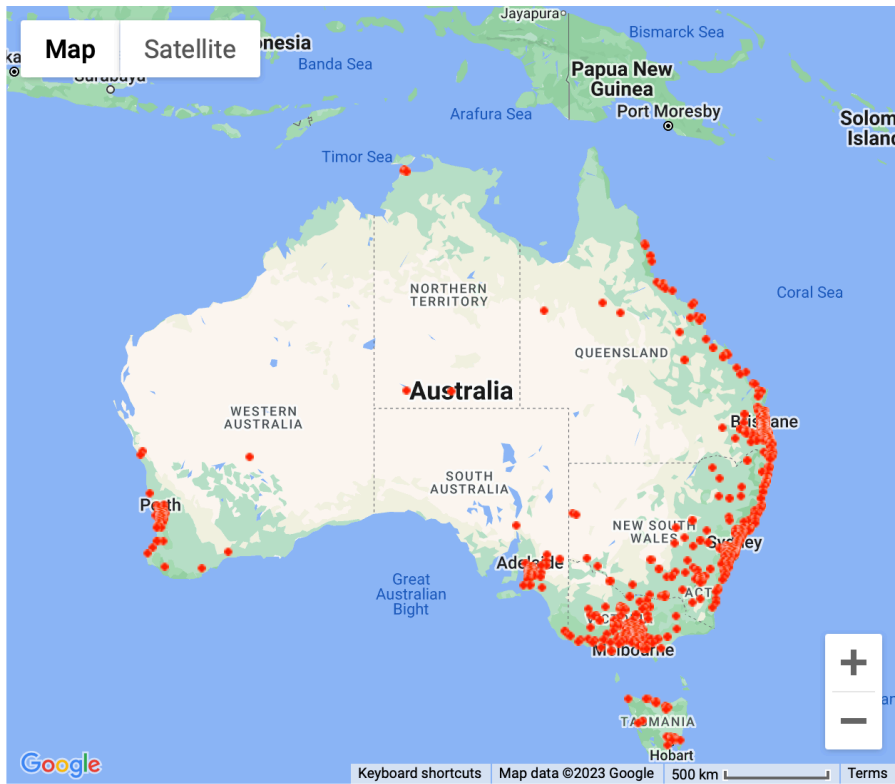 Jayapura
Map
Satellite
onesia
Bismarck Sea
Banda Sea
Surabaya
Papua New
Guinea
Arafura Sea
Port Moresby
Solom
Island
Timor Sea
NORTHERN
TERRITORY
Coral Sea
QUEENSLAND
Australia
WESTERN
AUSTRALIA
Brisbane
SOUTH
AUSTRALIA
Perth
NEW SOUTH
WALES
Sydney
Adelaide
Great
Australian
Bight
ACT
VICTORIA
Melbourne
+
TASMANIA
−
Hobart
Google
Keyboard shortcuts
Map data ©2023 Google
500 km
Terms